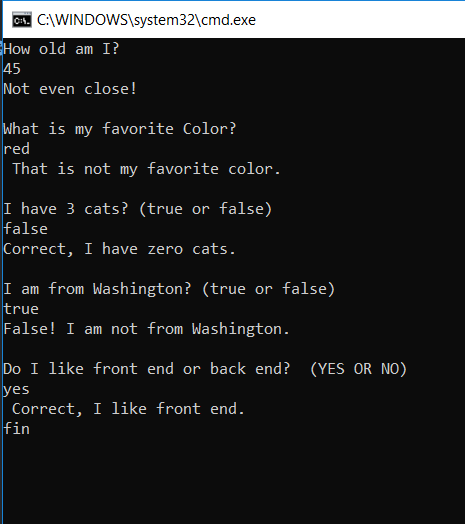 C:\WINDOWS\system32\cmd.exe
How old am I?
45
Not even close!
What is my favorite Color?
red
That is not my favorite color.
I have 3 cats? (true or false)
false
Correct, I have zero cats.
I am from Washington? (true or false)
true
False! I am not from Washington.
Do I like front end or back end?  (YES OR NO)
yes
Correct, I like front end.
fin